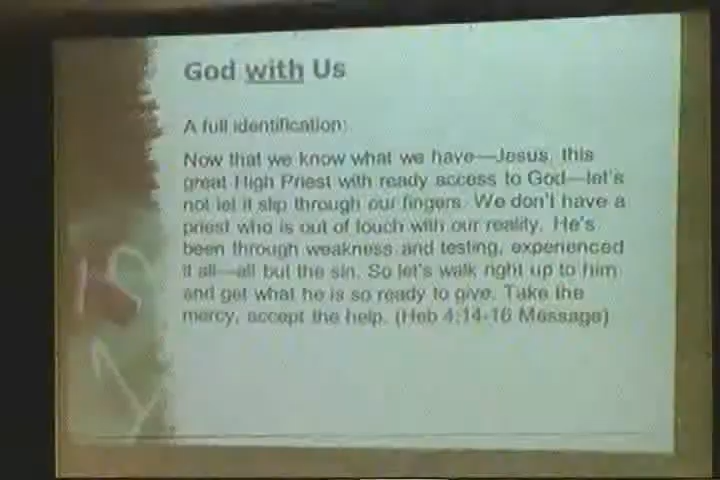 God with Us
A full identification:
Now that we know what we have—Jesus, this
great High Priest with ready access to God—let's
not let it slip through our fingers. We don't have a
priest who is out of touch with our reality. He's
been through weakness and testing, experienced
it all—all but the sin. So let's walk right up to him
and get what he is so ready to give. Take the
mercy, accept the help. (Heb 4:14-16 Message)